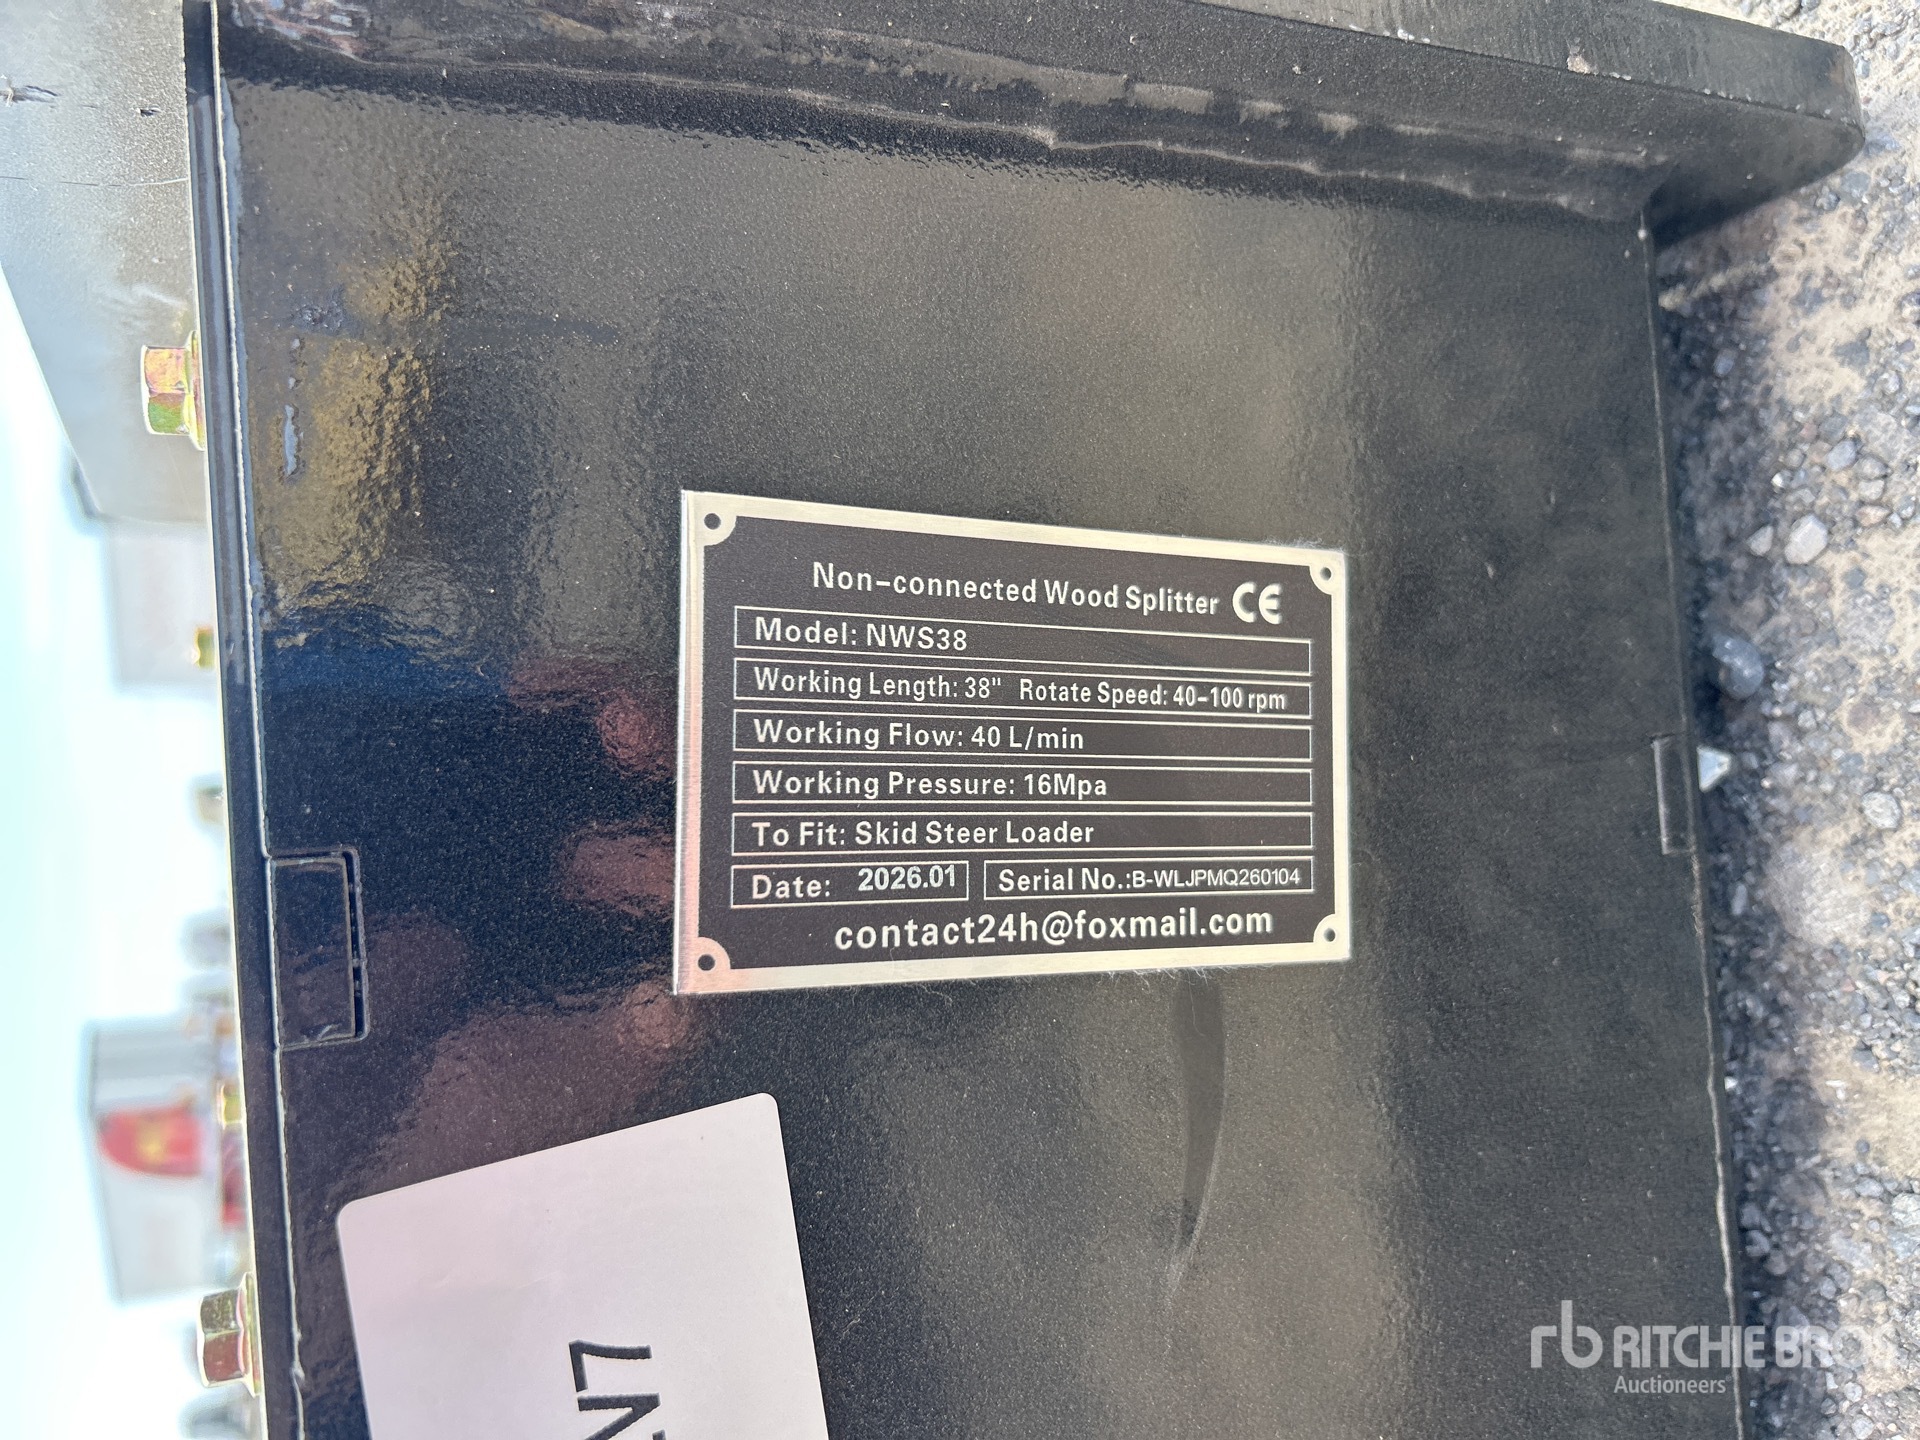 Non-connected Wood Splitter CE
Model: NWS38
Working Length: 38" Rotate Speed: 40-100 rpm
Working Flow: 40 L/min
Working Pressure: 16Mpa
To Fit: Skid Steer Loader
Date: 2026.01 Serial No.:B-WLJPMQ260104
contact24h@foxmail.com
rb RITCHIE BROS
Auctioneers